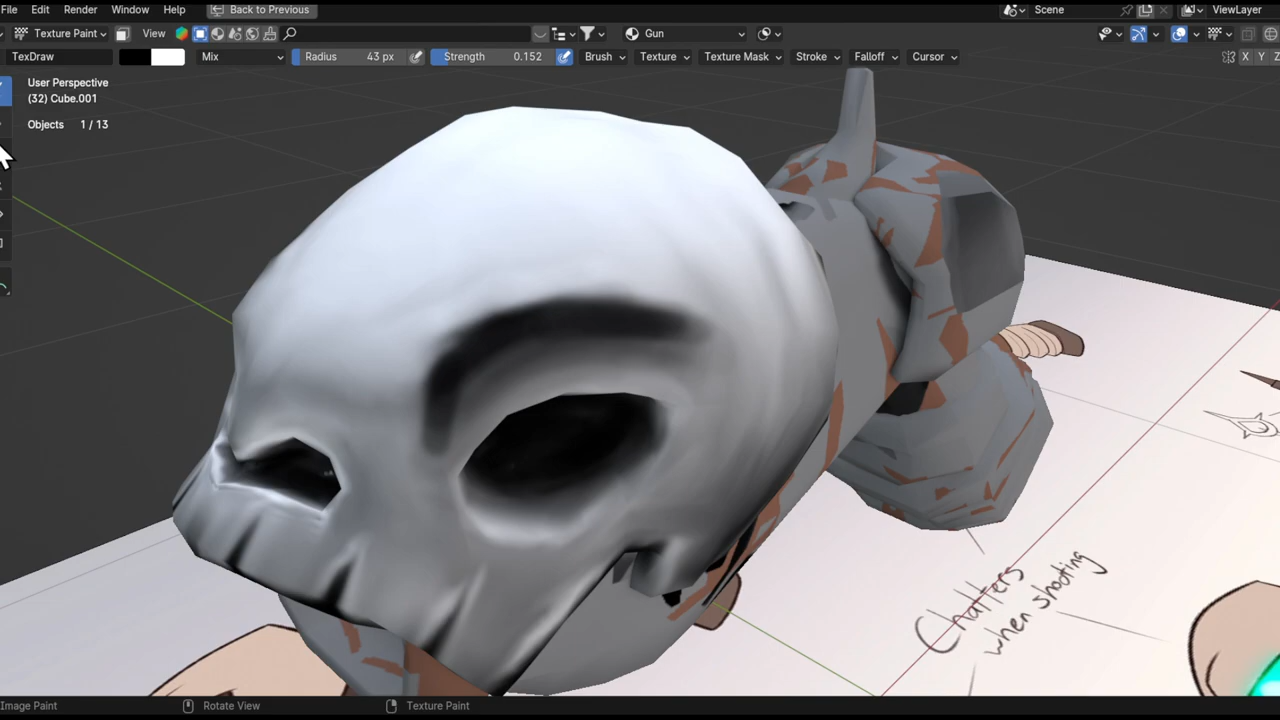 File Edit Render Window Help Back to Previous Scene ViewLayer
Texture Paint View Gun
TexDraw Mix Radius 43 px Strength 0.152 Brush Texture Texture Mask Stroke Falloff Cursor X Y Z
User Perspective
(32) Cube.001
Objects 1 / 13
Chatters
when shooting
Image Paint Rotate View Texture Paint